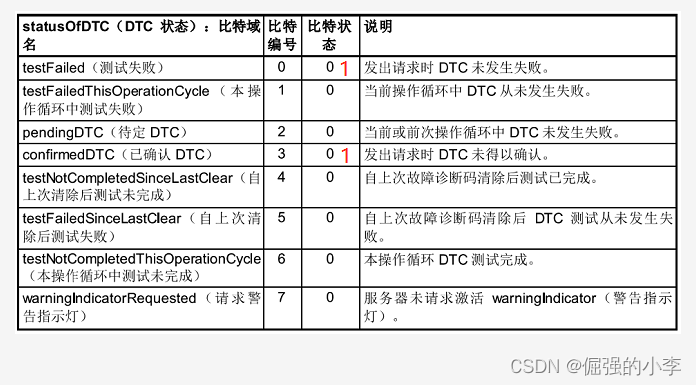 statusOfDTC（DTC 状态）：比特域 比特 比特状 说明
名 编号 态
testFailed（测试失败） 0 0 1 发出请求时 DTC 未发生失败。
testFailedThisOperationCycle（本操 1 0 当前操作循环中 DTC 从未发生失败。
作循环中测试失败）
pendingDTC（待定 DTC） 2 0 当前或前次操作循环中 DTC 未发生失败。
confirmedDTC（已确认 DTC） 3 0 1 发出请求时 DTC 未得以确认。
testNotCompletedSinceLastClear（自 4 0 自上次故障诊断码清除后测试已完成。
上次清除后测试未完成）
testFailedSinceLastClear（自上次清 5 0 自上次故障诊断码清除后 DTC 测试从未发生失
除后测试失败） 败。
testNotCompletedThisOperationCycle 6 0 本操作循环 DTC 测试完成。
（本操作循环中测试未完成）
warningIndicatorRequested（请求警 7 0 服务器未请求激活 warningIndicator（警告指示
告指示灯） 灯）。
CSDN @倔强的小李